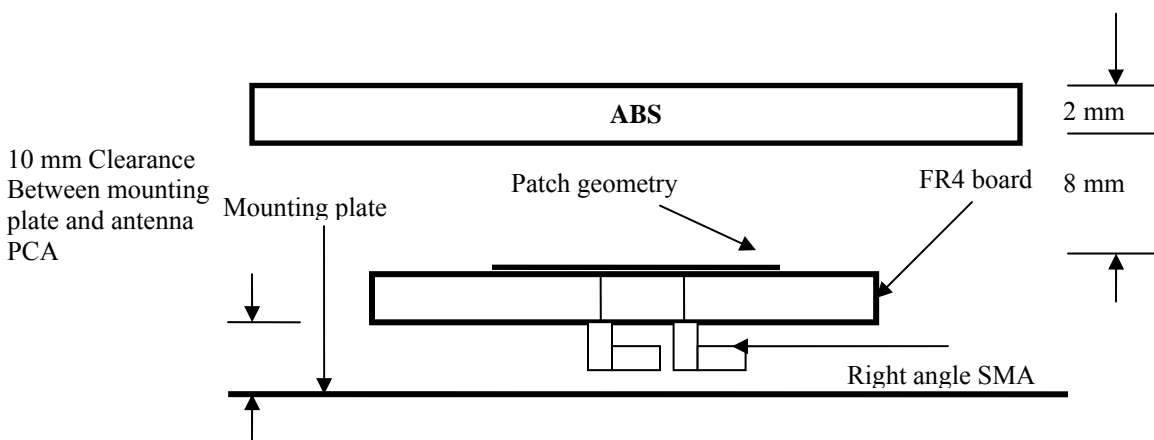 ABS
2 mm
10 mm Clearance
Between mounting
plate and antenna
PCA
Mounting plate
Patch geometry
FR4 board
8 mm
Right angle SMA